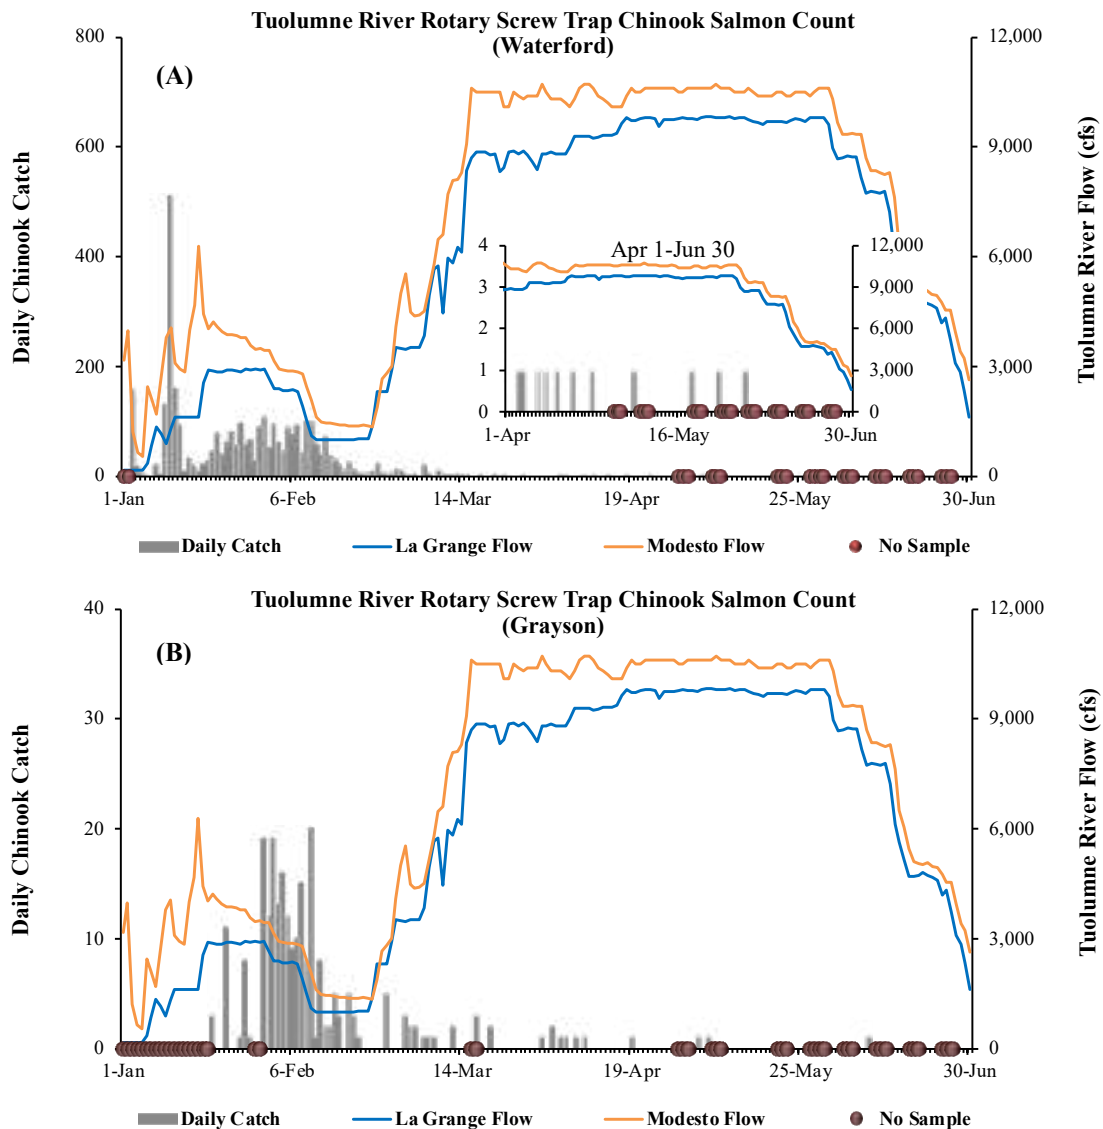 Tuolumne River Rotary Screw Trap Chinook Salmon Count
(Waterford)
(A)
Daily Chinook Catch
800
600
400
200
0
12,000
9,000
6,000
3,000
0
Tuolumne River Flow (cfs)
Apr 1-Jun 30
4
3
2
1
0
12,000
9,000
6,000
3,000
0
1-Apr 16-May 30-Jun
1-Jan 6-Feb 14-Mar 19-Apr 25-May 30-Jun
Daily Catch La Grange Flow Modesto Flow No Sample
Tuolumne River Rotary Screw Trap Chinook Salmon Count
(Grayson)
(B)
Daily Chinook Catch
40
30
20
10
0
12,000
9,000
6,000
3,000
0
Tuolumne River Flow (cfs)
1-Jan 6-Feb 14-Mar 19-Apr 25-May 30-Jun
Daily Catch La Grange Flow Modesto Flow No Sample